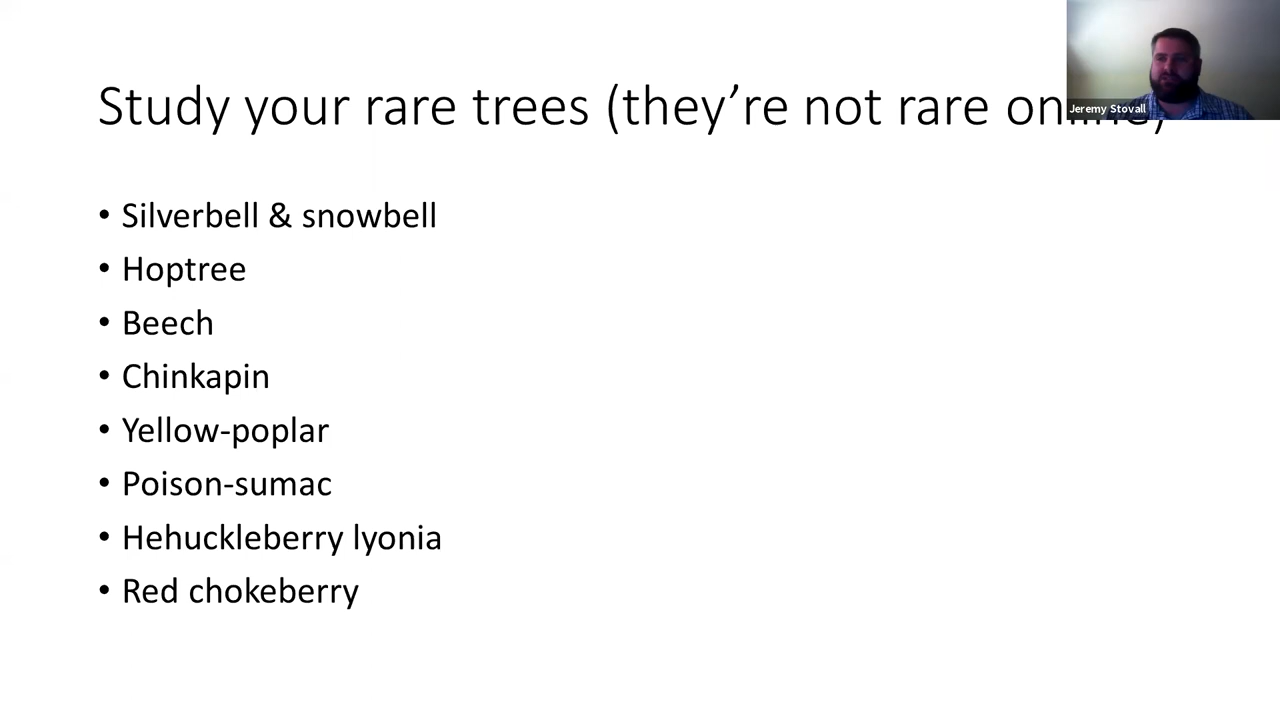 Study your rare trees (they’re not rare online)
Jeremy Stovall
• Silverbell & snowbell
• Hoptree
• Beech
• Chinkapin
• Yellow-poplar
• Poison-sumac
• Hehuckleberry lyonia
• Red chokeberry